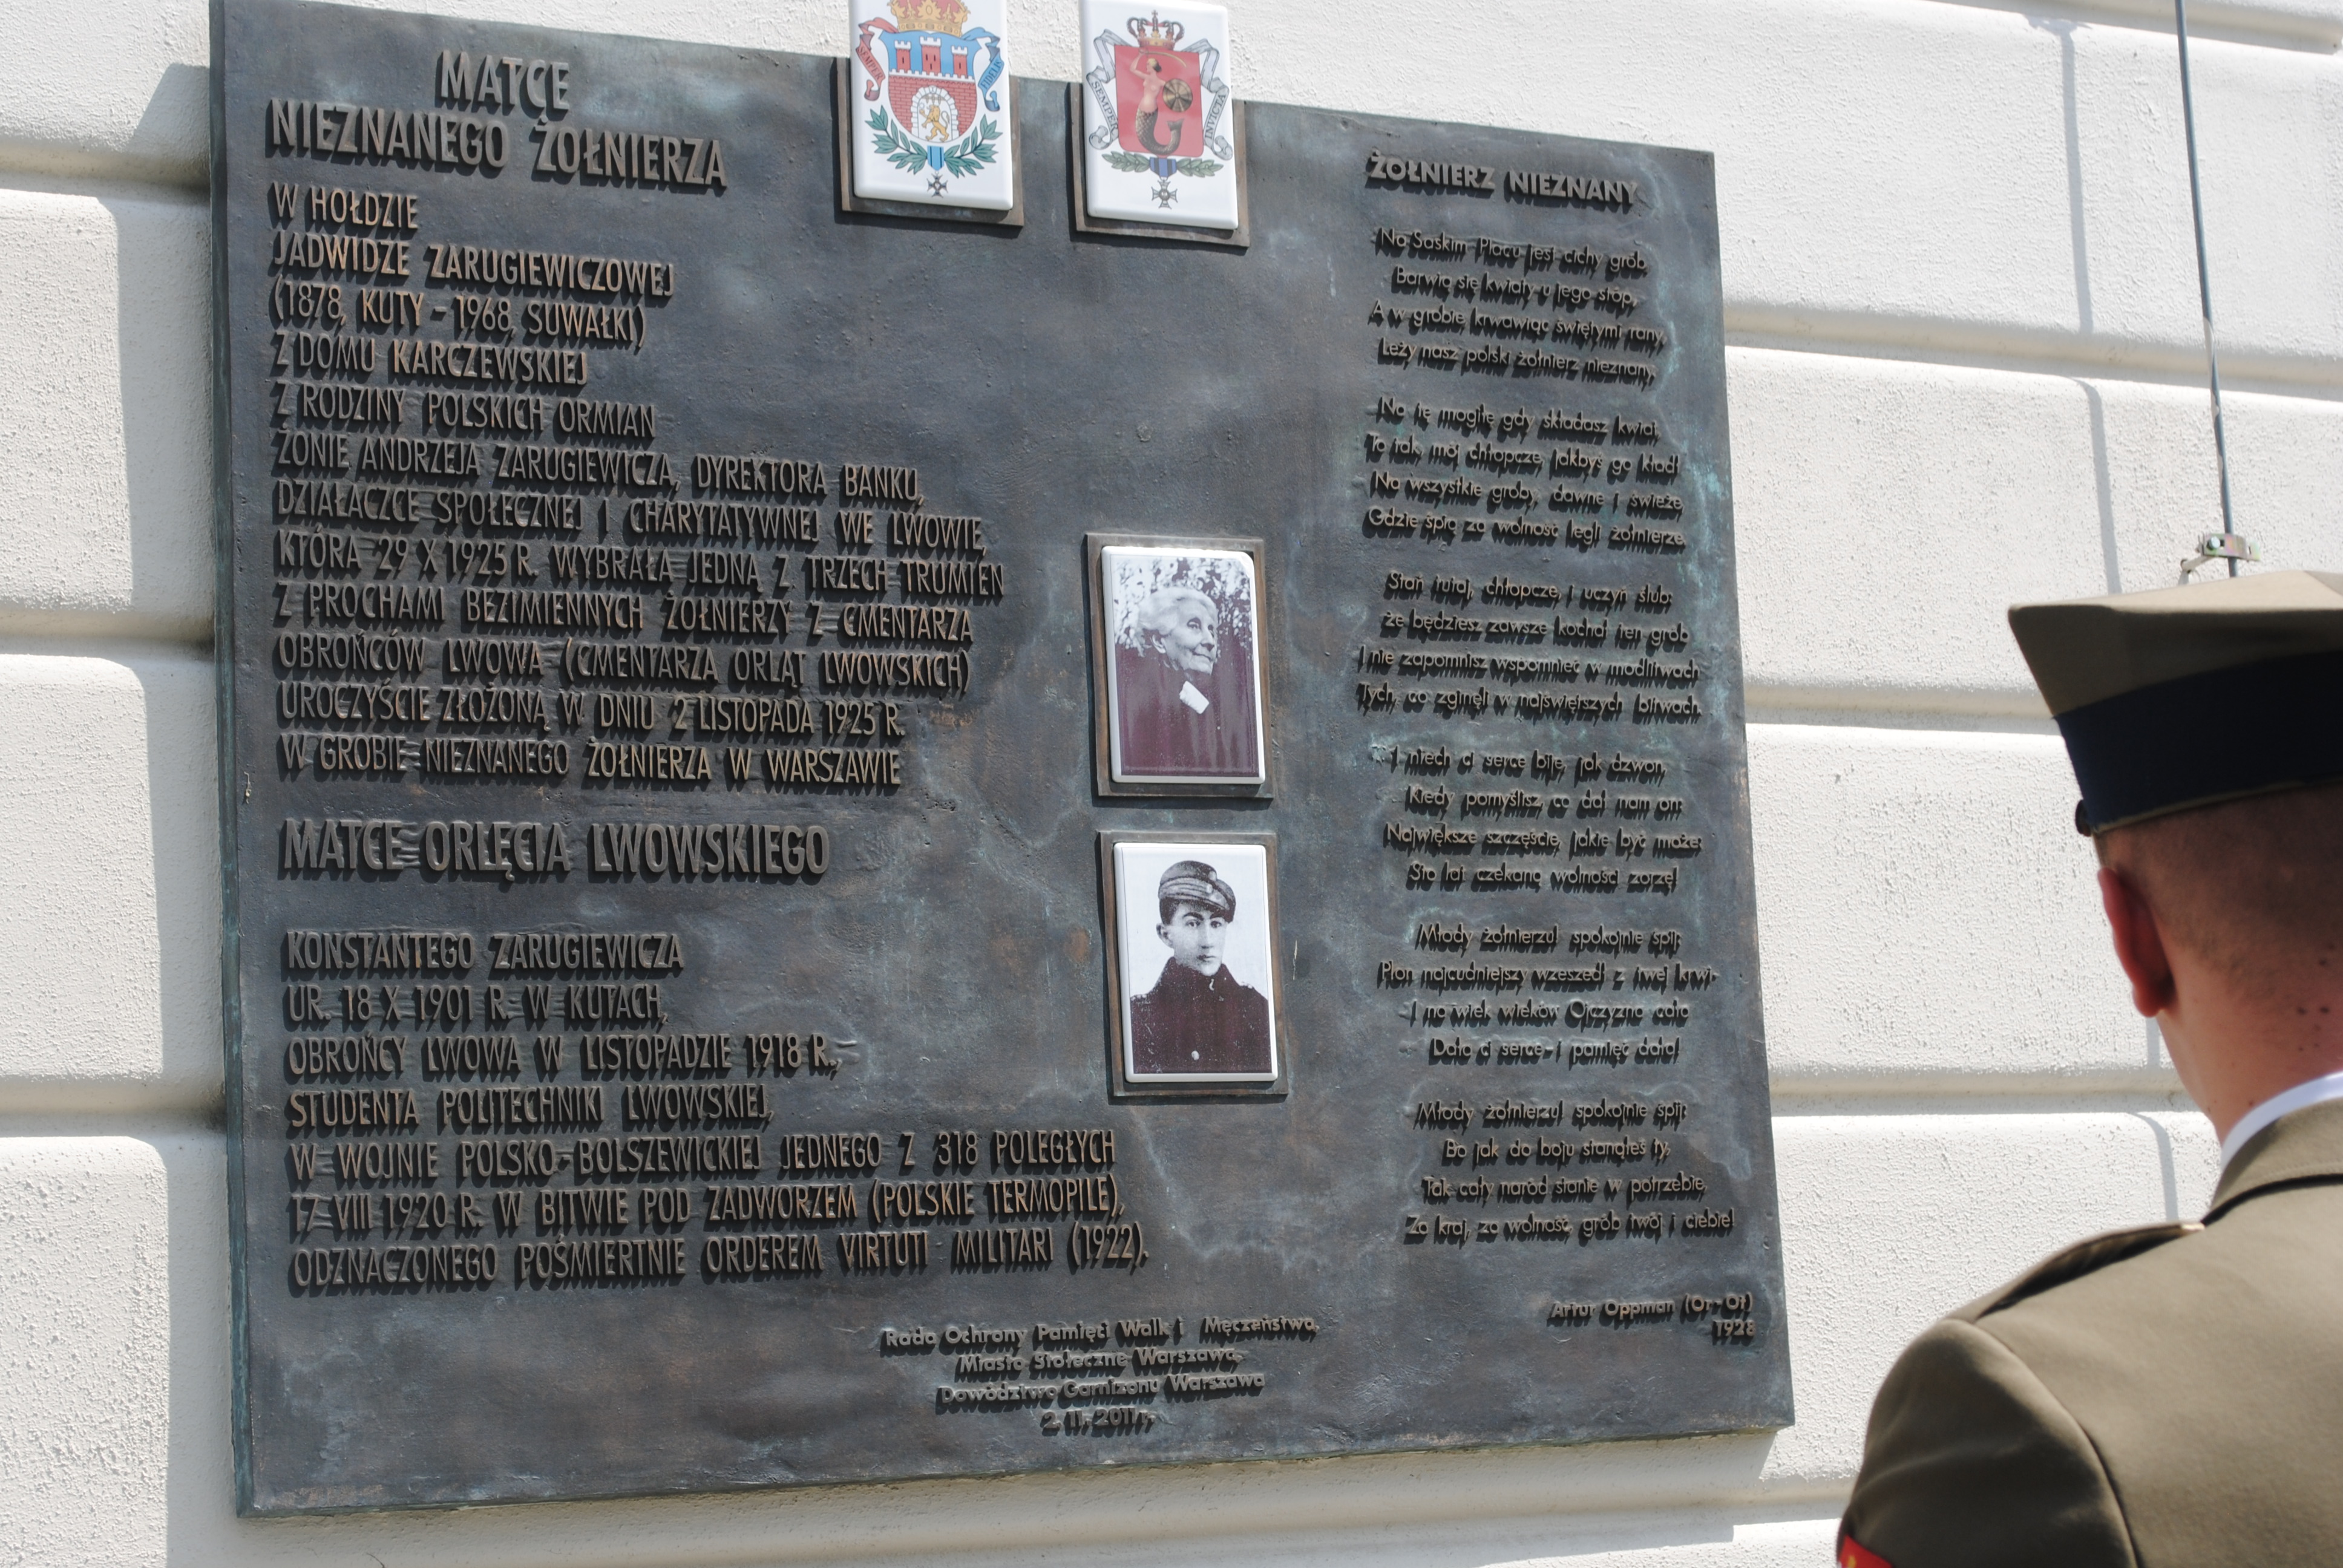 MATCE
NIEZNANEGO ŻOŁNIERZA
W HOŁDZIE
JADWIDZE ZARUGIEWICZOWEJ
(1878, KUTY – 1968, SUWAŁKI)
Z DOMU KARCZEWSKIEJ
Z RODZINY POLSKICH ORMIAN
ŻONIE ANDRZEJA ZARUGIEWICZA, DYREKTORA BANKU,
DZIAŁACZCE SPOŁECZNEJ I CHARYTATYWNEJ WE LWOWIE,
KTÓRA 29 X 1925 R. WYBRAŁA JEDNĄ Z TRZECH TRUMIEN
Z PROCHAMI BEZIMIENNYCH ŻOŁNIERZY Z CMENTARZA
OBROŃCÓW LWOWA (CMENTARZA ORLĄT LWOWSKICH)
UROCZYŚCIE ZŁOŻONĄ W DNIU 2 LISTOPADA 1925 R.
W GROBIE NIEZNANEGO ŻOŁNIERZA W WARSZAWIE
MATCE ORLĘCIA LWOWSKIEGO
KONSTANTEGO ZARUGIEWICZA
UR. 18 X 1901 R. W KUTACH,
OBROŃCY LWOWA W LISTOPADZIE 1918 R.,
STUDENTA POLITECHNIKI LWOWSKIEJ,
W WOJNIE POLSKO-BOLSZEWICKIEJ JEDNEGO Z 318 POLEGŁYCH
17 VIII 1920 R. W BITWIE POD ZADWORZEM (POLSKIE TERMOPILE),
ODZNACZONEGO POŚMIERTNIE ORDEREM VIRTUTI MILITARI (1922).
SEMPER FIDELIS
SEMPER INVICTA
ŻOŁNIERZ NIEZNANY
Na Saskim Placu jest cichy grób,
Barwią się kwiaty u jego stóp,
A w grobie, krwawiąc świętymi rany,
Leży nasz polski żołnierz nieznany.
Na tę mogiłę gdy składasz kwiat,
To tak, mój chłopcze, jakbyś go kładł
Na wszystkie groby, dawne i świeże,
Gdzie śpią za wolność legli żołnierze.
Stań tutaj, chłopcze, i uczyń ślub:
że będziesz zawsze kochał ten grób
I nie zapomnisz wspomnieć w modlitwach
Tych, co zginęli w najświętszych bitwach.
I niech ci serce bije, jak dzwon,
Kiedy pomyślisz, co dał nam on:
Największe szczęście, jakie być może:
Sto lat czekaną wolności zorzę!
Młody żołnierzu! spokojnie śpij:
Plon najcudniejszy wzeszedł z twej krwi-
I na wiek wieków Ojczyzna cała
Dała ci serce-i pamięć dała!
Młody żołnierzu! spokojnie śpij:
Bo jak do boju stanąłeś ty,
Tak cały naród stanie w potrzebie,
Za kraj, za wolność, grób twój i ciebie!
Artur Oppman (Or-Ot)
1928
Rada Ochrony Pamięci Walk i Męczeństwa,
Miasto Stołeczne Warszawa,
Dowództwo Garnizonu Warszawa
2. 11. 2011 r.